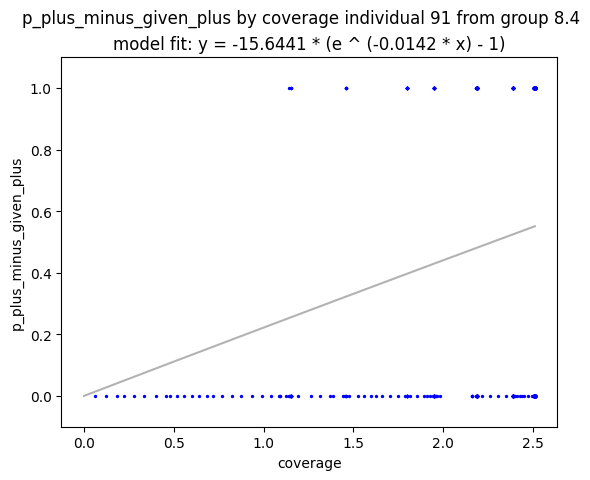 p_plus_minus_given_plus by coverage individual 91 from group 8.4
model fit: y = -15.6441 * (e ^ (-0.0142 * x) - 1)
1.0
0.8
0.6
0.4
0.2
0.0
p_plus_minus_given_plus
0.0 0.5 1.0 1.5 2.0 2.5
coverage